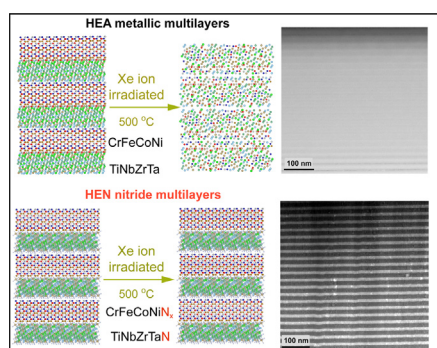 HEA metallic multilayers
Xe ion
irradiated
500 °C
CrFeCoNi
TiNbZrTa
100 nm
HEN nitride multilayers
Xe ion
irradiated
500 °C
CrFeCoNiNₓ
TiNbZrTaN
100 nm